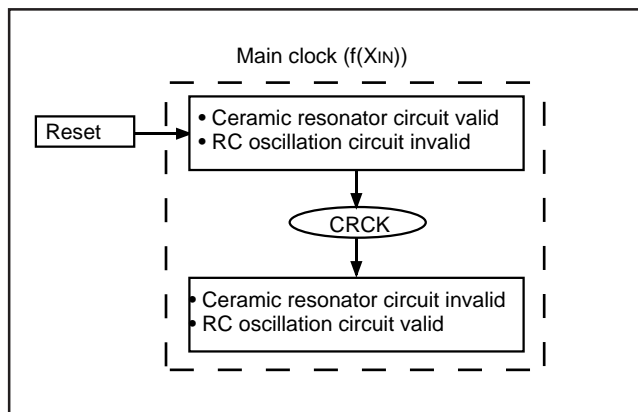 Main clock (f(XIN))
Reset
• Ceramic resonator circuit valid
• RC oscillation circuit invalid
CRCK
• Ceramic resonator circuit invalid
• RC oscillation circuit valid